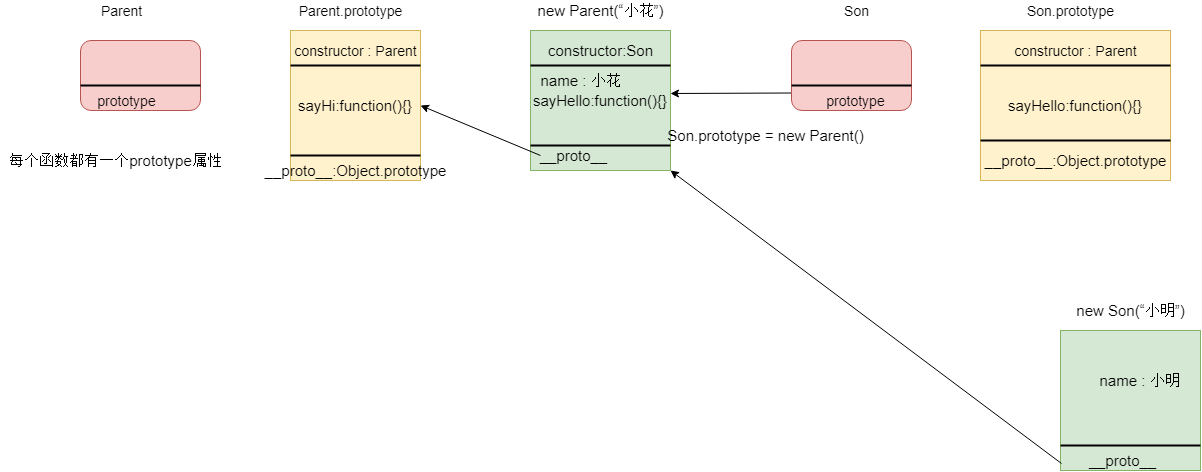 Parent
Parent.prototype
new Parent(“小花”)
Son
Son.prototype
constructor : Parent
constructor:Son
constructor : Parent
name : 小花
prototype
sayHi:function(){}
sayHello:function(){}
prototype
sayHello:function(){}
Son.prototype = new Parent()
每个函数都有一个prototype属性
__proto__:Object.prototype
__proto__
__proto__:Object.prototype
new Son(“小明”)
name : 小明
__proto__